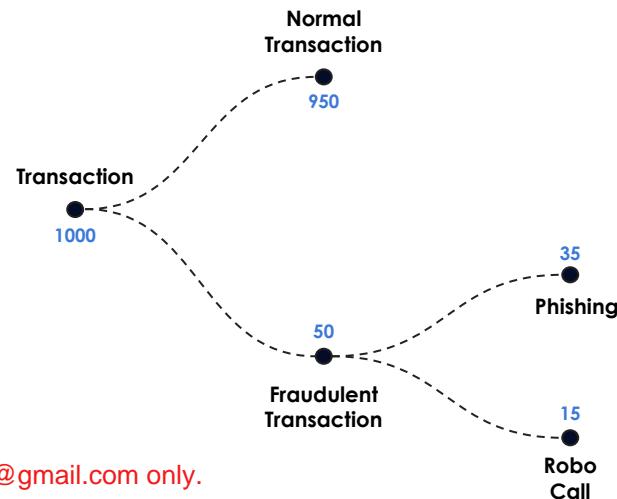 Normal
Transaction
950
Transaction
1000
35
Phishing
50
Fraudulent
Transaction
15
Robo
Call
@gmail.com only.